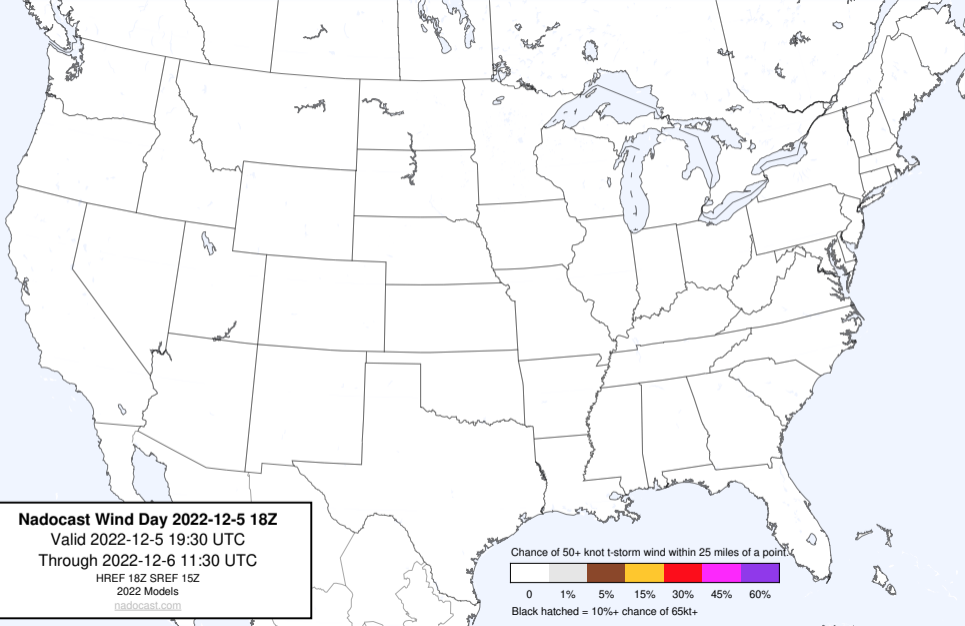 Nadocast Wind Day 2022-12-5 18Z
Valid 2022-12-5 19:30 UTC
Through 2022-12-6 11:30 UTC
HREF 18Z SREF 15Z
2022 Models
nadocast.com
Chance of 50+ knot t-storm wind within 25 miles of a point.
0 1% 5% 15% 30% 45% 60%
Black hatched = 10%+ chance of 65kt+